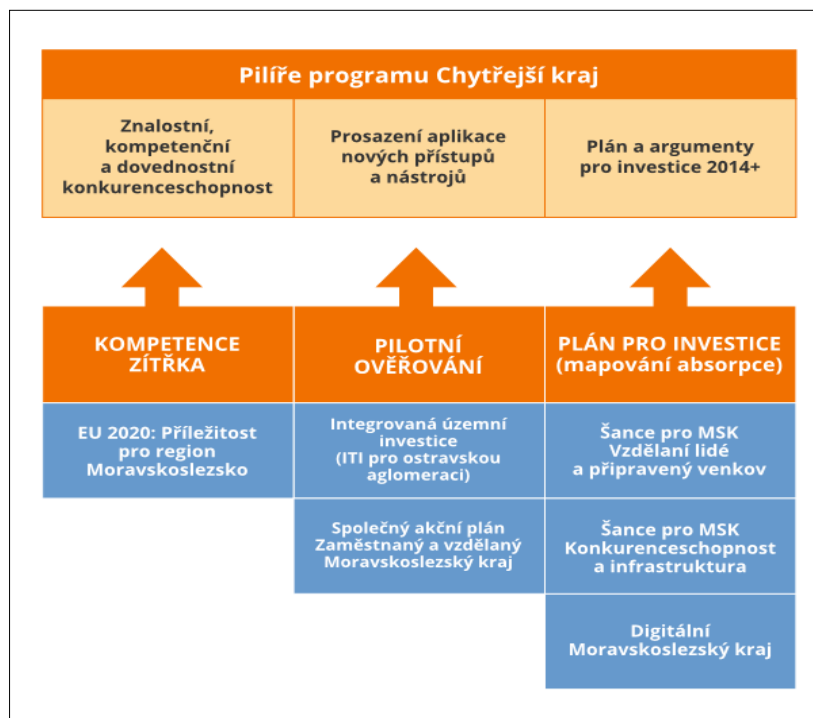 Pilíře programu Chytřejší kraj
Znalostní,
kompetenční
a dovednostní
konkurenceschopnost
Prosazení aplikace
nových přístupů
a nástrojů
Plán a argumenty
pro investice 2014+
KOMPETENCE
ZÍTŘKA
PILOTNÍ
OVĚŘOVÁNÍ
PLÁN PRO INVESTICE
(mapování absorpce)
EU 2020: Příležitost
pro region
Moravskoslezsko
Integrovaná územní
investice
(ITI pro ostravskou
aglomeraci)
Šance pro MSK
Vzdělaní lidé
a připravený venkov
Společný akční plán
Zaměstnaný a vzdělaný
Moravskoslezský kraj
Šance pro MSK
Konkurenceschopnost
a infrastruktura
Digitální
Moravskoslezský kraj